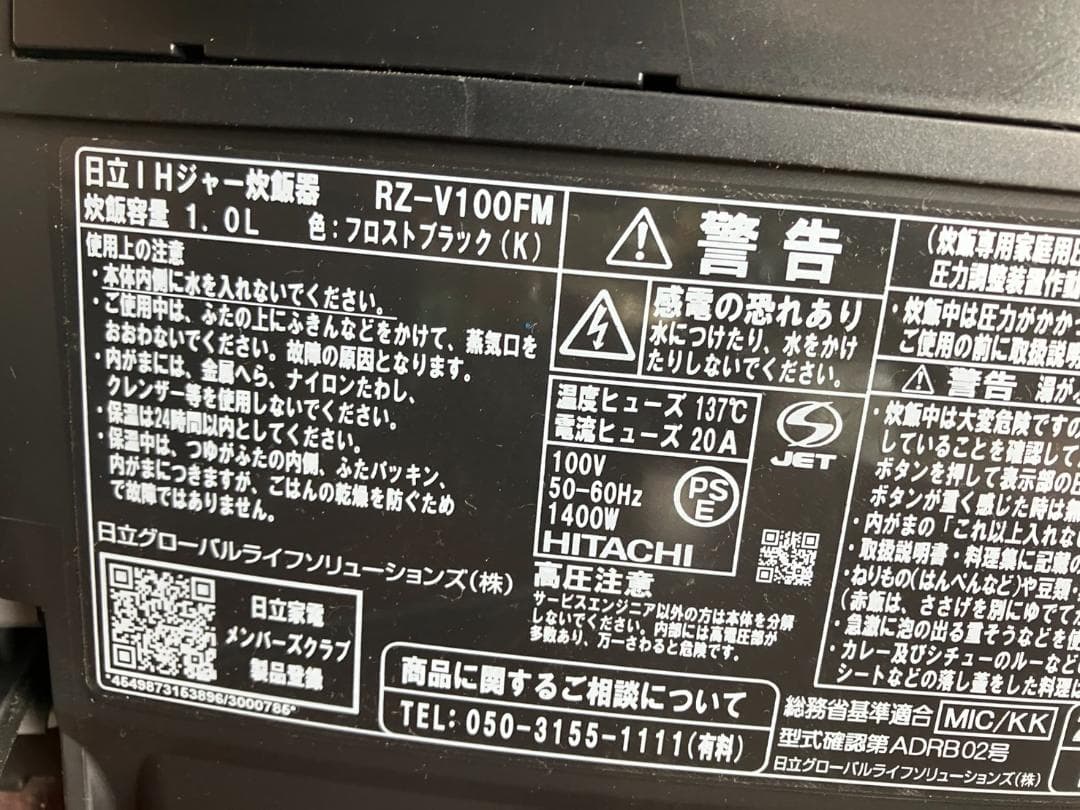 日立IHジャー炊飯器 RZ-V100FM
炊飯容量 1.0L 色:フロストブラック(K)
使用上の注意
・本体内側に水を入れないでください。
・ご使用中は、ふたの上にふきんなどをかけて、蒸気口を
おおわないでください。故障の原因となります。
・内がまには、金属へら、ナイロンたわし、
クレンザー等を使用しないでください。
・保温は24時間以内としてください。
・保温中は、つゆがふたの内側、ふたパッキン、
内がまにつきますが、ごはんの乾燥を防ぐため
で故障ではありません。
日立グローバルライフソリューションズ(株)
日立家電
メンバーズクラブ
製品登録
*4549873163896/3000785*
警告
感電の恐れあり
水につけたり、水をかけ
たりしないでください。
温度ヒューズ 137℃
電流ヒューズ 20A
100V
50-60Hz
1400W
HITACHI
PS
E
JET
高圧注意
サービスエンジニア以外の方は本体を分解
しないでください。内部には高電圧部が
多数あり、万一さわると危険です。
商品に関するご相談について
TEL:050-3155-1111(有料)
(炊飯専用家庭用圧
圧力調整装置作動
・炊飯中は圧力がかかっ
ご使用の前に取扱説明
警告 湯が
・炊飯中は大変危険ですの
していることを確認して
ボタンを押して表示部の圧
ボタンが重く感じた時は無
・内がまの「これ以上入れな
・取扱説明書・料理集に記載の
・ねりもの(はんぺんなど)や豆類・
(赤飯は、ささげを別にゆでて
・急激に泡の出る重そうなどを使
・カレー及びシチューのルーなど
シートなどの落し蓋をした料理は
総務省基準適合 MIC/KK
型式確認第ADRB02号
日立グローバルライフソリューションズ(株)